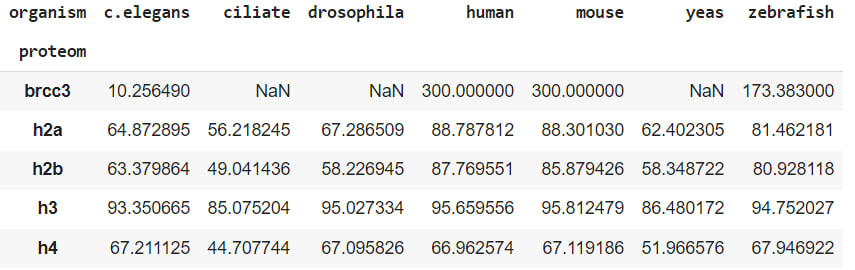 organism c.elegans ciliate drosophila human mouse yeas zebrafish
proteom
brcc3 10.256490 NaN NaN 300.000000 300.000000 NaN 173.383000
h2a 64.872895 56.218245 67.286509 88.787812 88.301030 62.402305 81.462181
h2b 63.379864 49.041436 58.226945 87.769551 85.879426 58.348722 80.928118
h3 93.350665 85.075204 95.027334 95.659556 95.812479 86.480172 94.752027
h4 67.211125 44.707744 67.095826 66.962574 67.119186 51.966576 67.946922